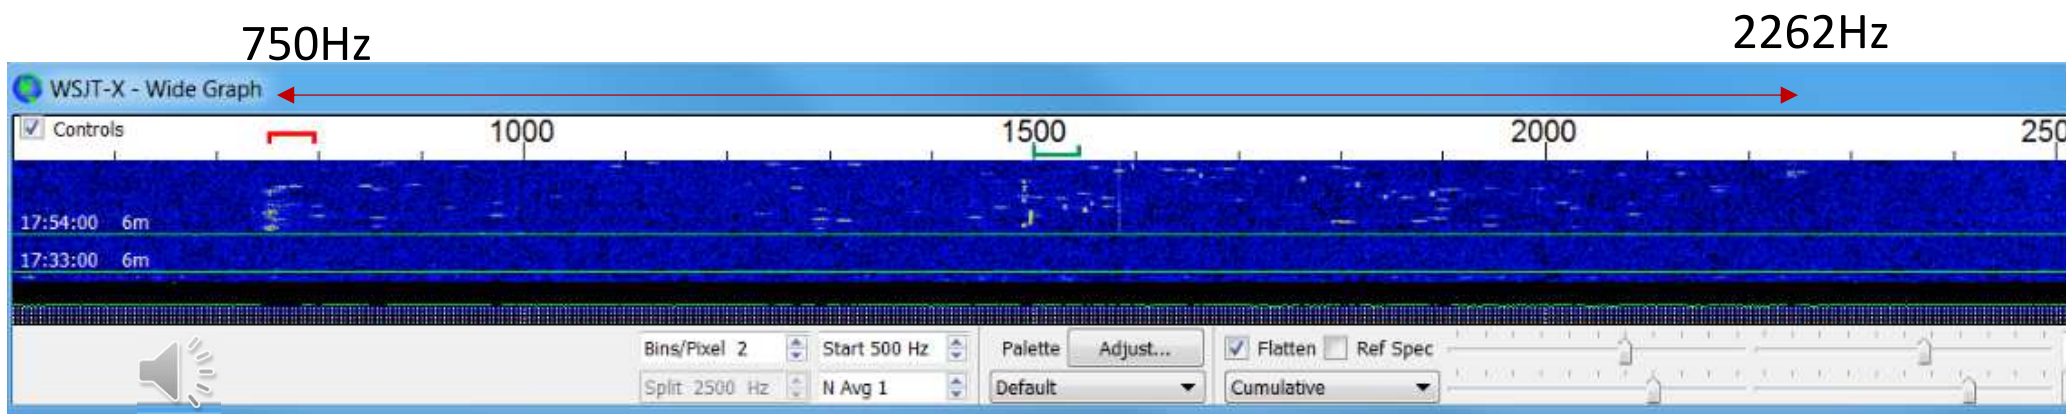 750Hz 2262Hz
WSJT-X - Wide Graph
Controls 1000 1500 2000 250
17:54:00 6m
17:33:00 6m
Bins/Pixel 2 Start 500 Hz Palette Adjust... Flatten Ref Spec
Split 2500 Hz N Avg 1 Default Cumulative